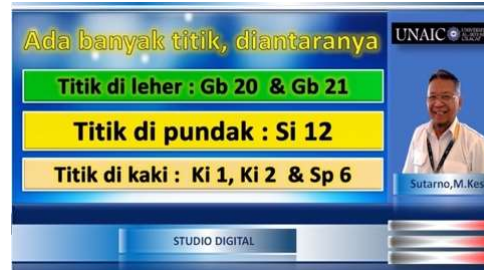 Ada banyak titik, diantaranya
UNAIC
Titik di leher : Gb 20 & Gb 21
Titik di pundak : Si 12
Titik di kaki : Ki 1, Ki 2 & Sp 6
Sutarno,M.Kes
STUDIO DIGITAL